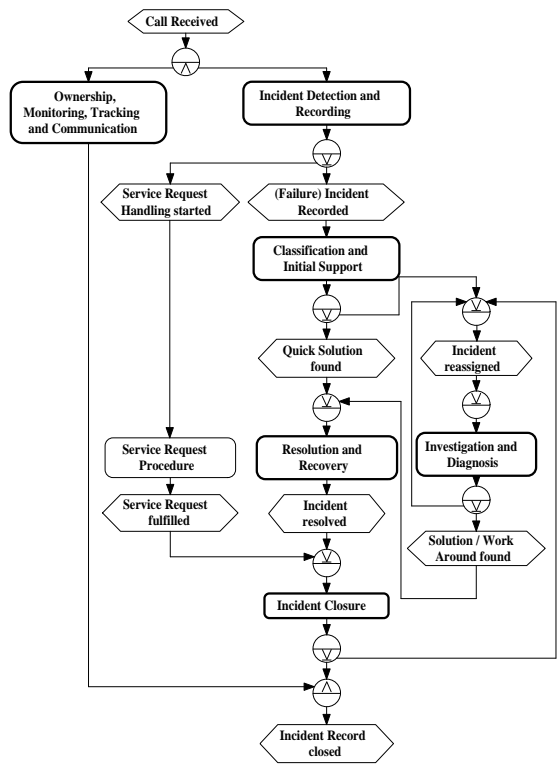 Call Received
Ownership,
Monitoring, Tracking
and Communication
Incident Detection and
Recording
Service Request
Handling started
(Failure) Incident
Recorded
Classification and
Initial Support
Quick Solution
found
Incident
reassigned
Service Request
Procedure
Resolution and
Recovery
Investigation and
Diagnosis
Service Request
fulfilled
Incident
resolved
Solution / Work
Around found
Incident Closure
Incident Record
closed